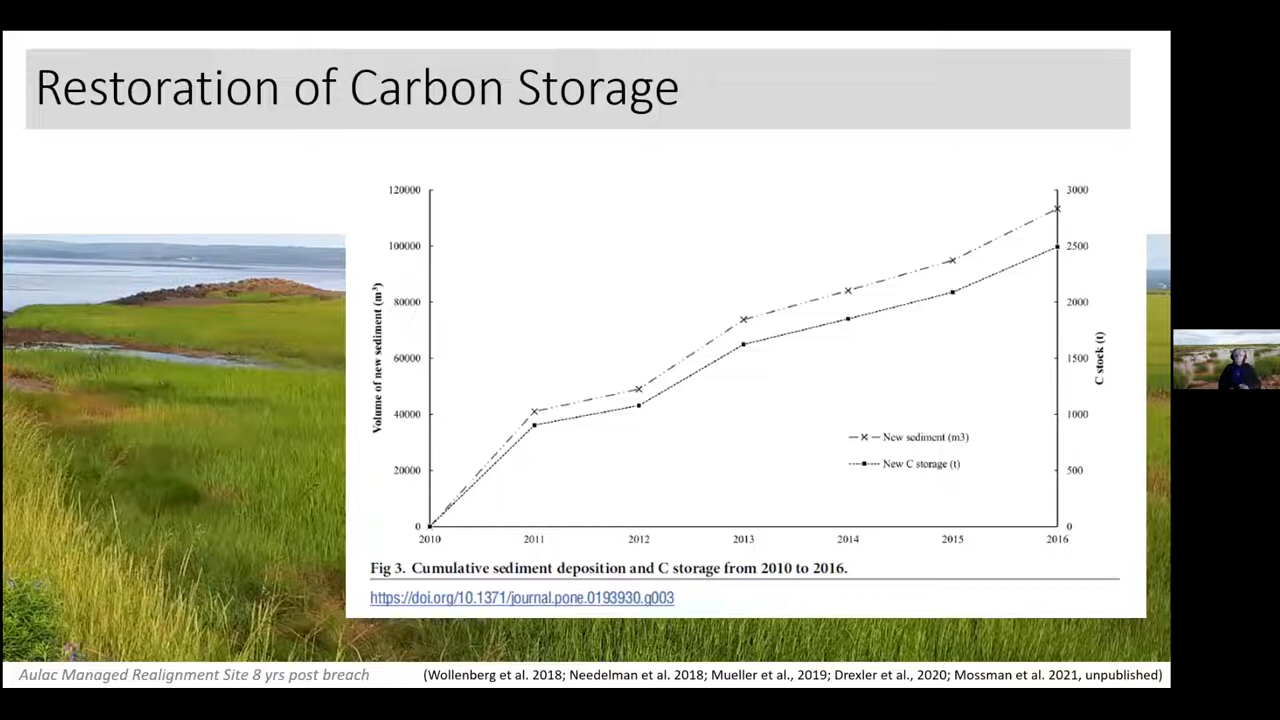 Restoration of Carbon Storage
120000
100000
80000
60000
40000
20000
0
Volume of new sediment (m³)
3000
2500
2000
1500
1000
500
0
C stock (t)
New sediment (m3)
New C storage (t)
2010 2011 2012 2013 2014 2015 2016
Fig 3. Cumulative sediment deposition and C storage from 2010 to 2016.
https://doi.org/10.1371/journal.pone.0193930.g003
Aulac Managed Realignment Site 8 yrs post breach
(Wollenberg et al. 2018; Needelman et al. 2018; Mueller et al., 2019; Drexler et al., 2020; Mossman et al. 2021, unpublished)